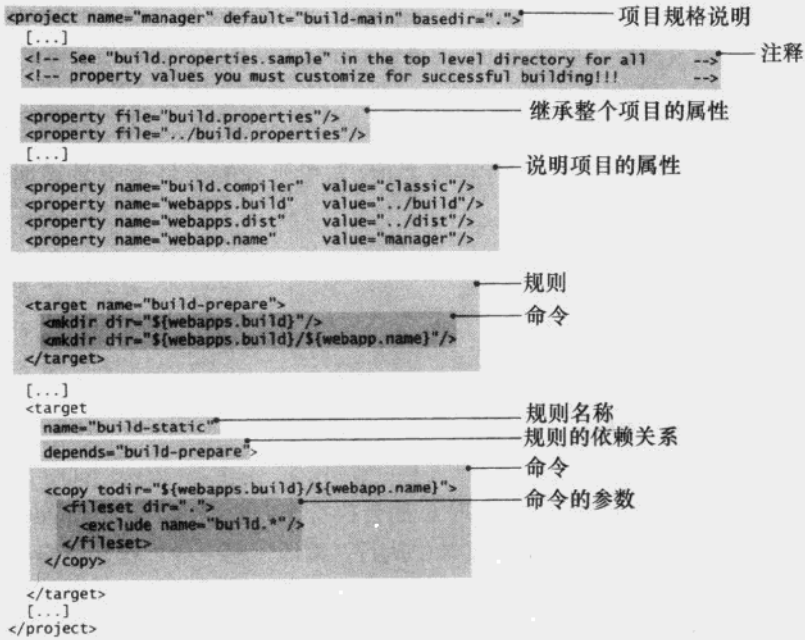 <project name="manager" default="build-main" basedir="."> 项目规格说明
[...]
<!-- See "build.properties.sample" in the top level directory for all --> 注释
<!-- property values you must customize for successful building!!! -->
<property file="build.properties"/> 继承整个项目的属性
<property file="../build.properties"/>
[...]
说明项目的属性
<property name="build.compiler" value="classic"/>
<property name="webapps.build" value="../build"/>
<property name="webapps.dist" value="../dist"/>
<property name="webapp.name" value="manager"/>
规则
<target name="build-prepare">
<mkdir dir="${webapps.build}"/> 命令
<mkdir dir="${webapps.build}/${webapp.name}"/>
</target>
[...]
<target
name="build-static" 规则名称
depends="build-prepare"> 规则的依赖关系
命令
<copy todir="${webapps.build}/${webapp.name}">
<fileset dir="."> 命令的参数
<exclude name="build.*"/>
</fileset>
</copy>
</target>
[...]
</project>